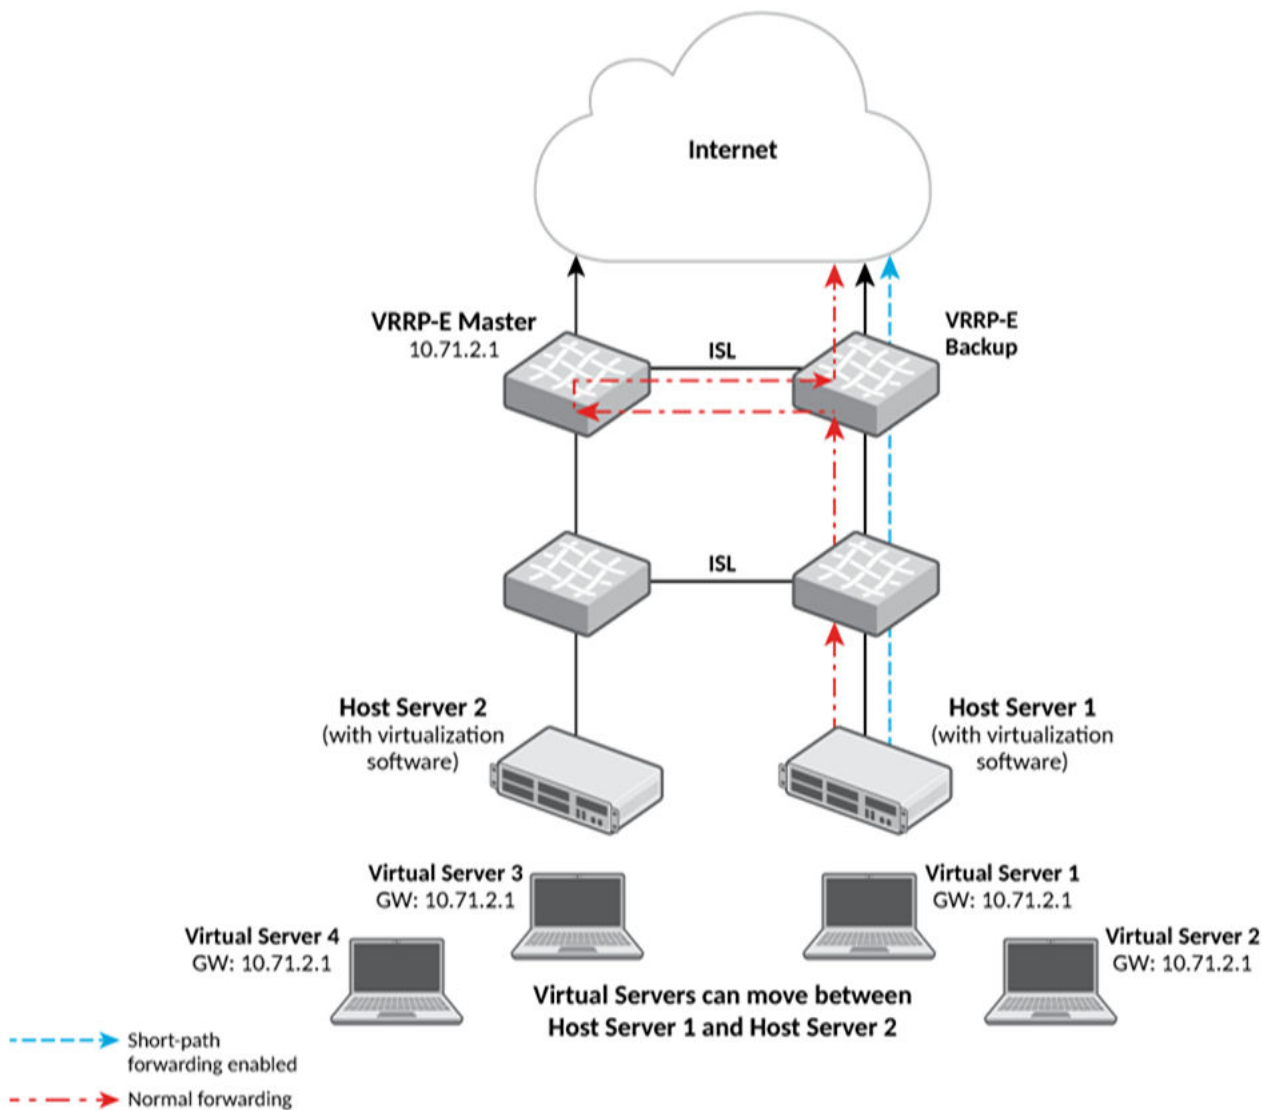 Internet
VRRP-E Master
10.71.2.1
ISL
VRRP-E
Backup
ISL
Host Server 2
(with virtualization
software)
Host Server 1
(with virtualization
software)
Virtual Server 3
GW: 10.71.2.1
Virtual Server 1
GW: 10.71.2.1
Virtual Server 4
GW: 10.71.2.1
Virtual Server 2
GW: 10.71.2.1
Virtual Servers can move between
Host Server 1 and Host Server 2
Short-path
forwarding enabled
Normal forwarding